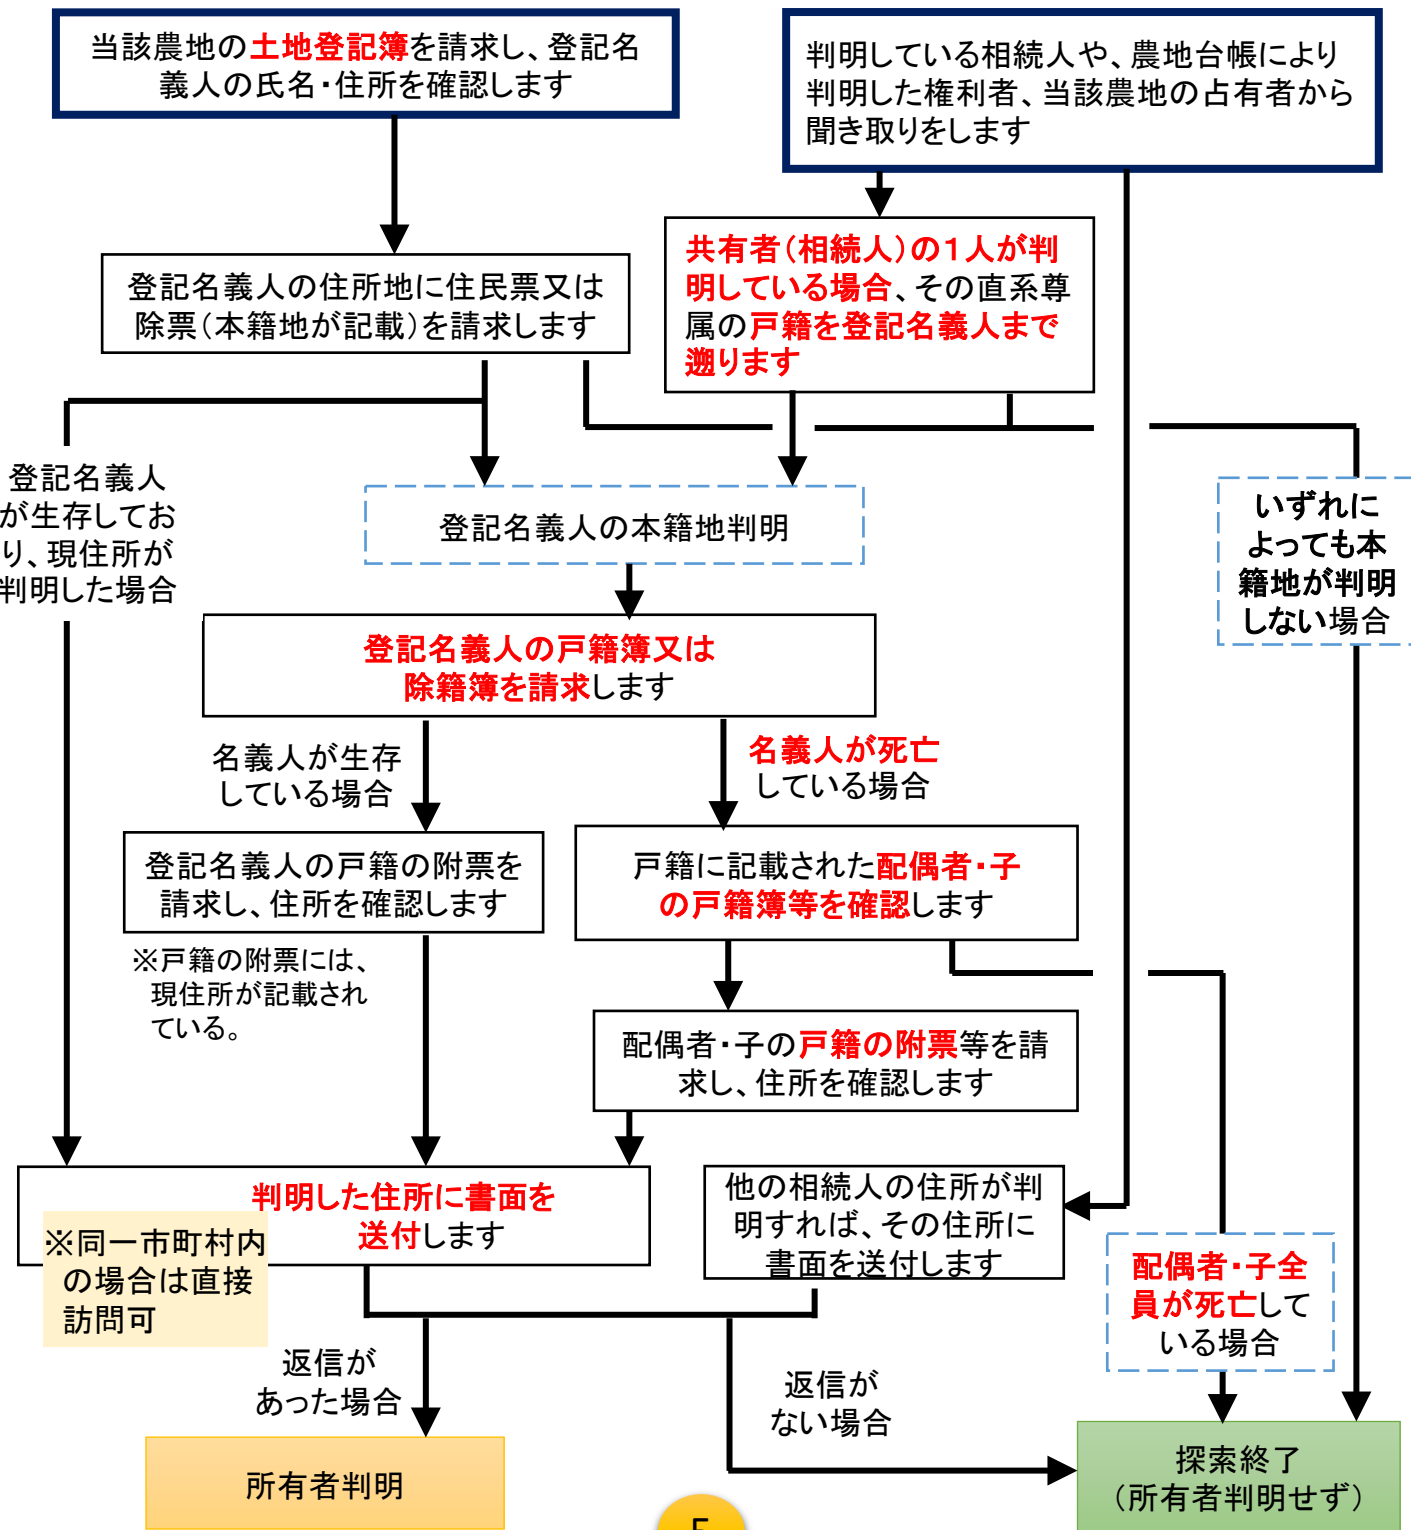 当該農地の土地登記簿を請求し、登記名
義人の氏名・住所を確認します
判明している相続人や、農地台帳により
判明した権利者、当該農地の占有者から
聞き取りをします
登記名義人の住所地に住民票又は
除票(本籍地が記載)を請求します
共有者(相続人)の1人が判
明している場合、その直系尊
属の戸籍を登記名義人まで
遡ります
登記名義人
が生存してお
り、現住所が
判明した場合
登記名義人の本籍地判明
いずれに
よっても本
籍地が判明
しない場合
登記名義人の戸籍簿又は
除籍簿を請求します
名義人が生存
している場合
名義人が死亡
している場合
登記名義人の戸籍の附票を
請求し、住所を確認します
※戸籍の附票には、
現住所が記載され
ている。
戸籍に記載された配偶者・子
の戸籍簿等を確認します
配偶者・子の戸籍の附票等を請
求し、住所を確認します
判明した住所に書面を
送付します
※同一市町村内
の場合は直接
訪問可
他の相続人の住所が判
明すれば、その住所に
書面を送付します
配偶者・子全
員が死亡して
いる場合
返信が
あった場合
返信が
ない場合
所有者判明
探索終了
(所有者判明せず)
5